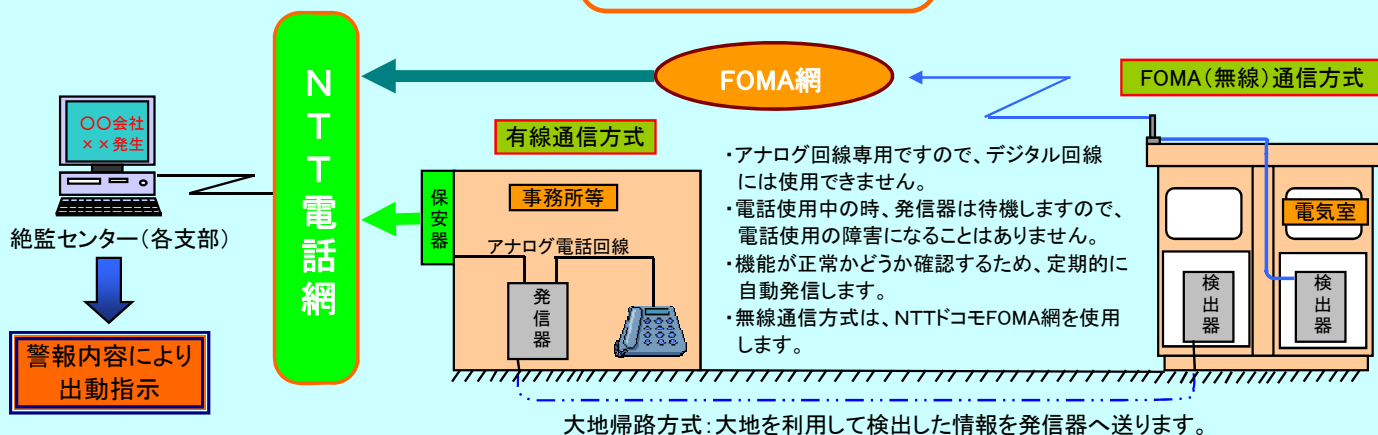 NTT電話網
FOMA網
FOMA(無線)通信方式
○○会社
××発生
有線通信方式
保安器
事務所等
アナログ電話回線
発信器
・アナログ回線専用ですので、デジタル回線
には使用できません。
・電話使用中の時、発信器は待機しますので、
電話使用の障害になることはありません。
・機能が正常かどうか確認するため、定期的に
自動発信します。
・無線通信方式は、NTTドコモFOMA網を使用
します。
電気室
検出器
検出器
絶監センター(各支部)
警報内容により
出動指示
大地帰路方式:大地を利用して検出した情報を発信器へ送ります。